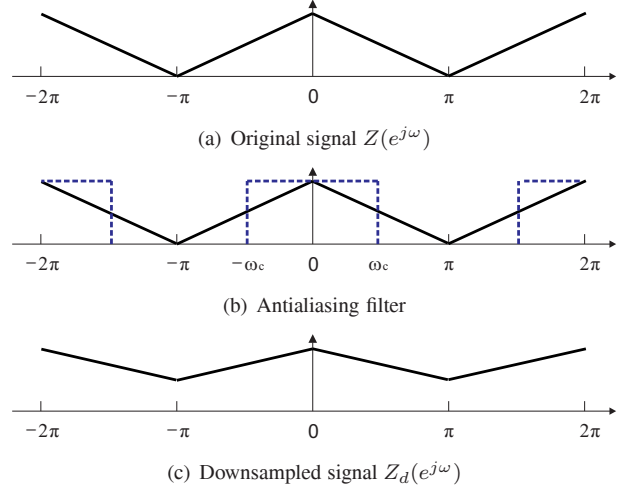 −2π −π 0 π 2π
(a) Original signal Z(e^{jω})
−2π −π −ω_c 0 ω_c π 2π
(b) Antialiasing filter
−2π −π 0 π 2π
(c) Downsampled signal Z_d(e^{jω})